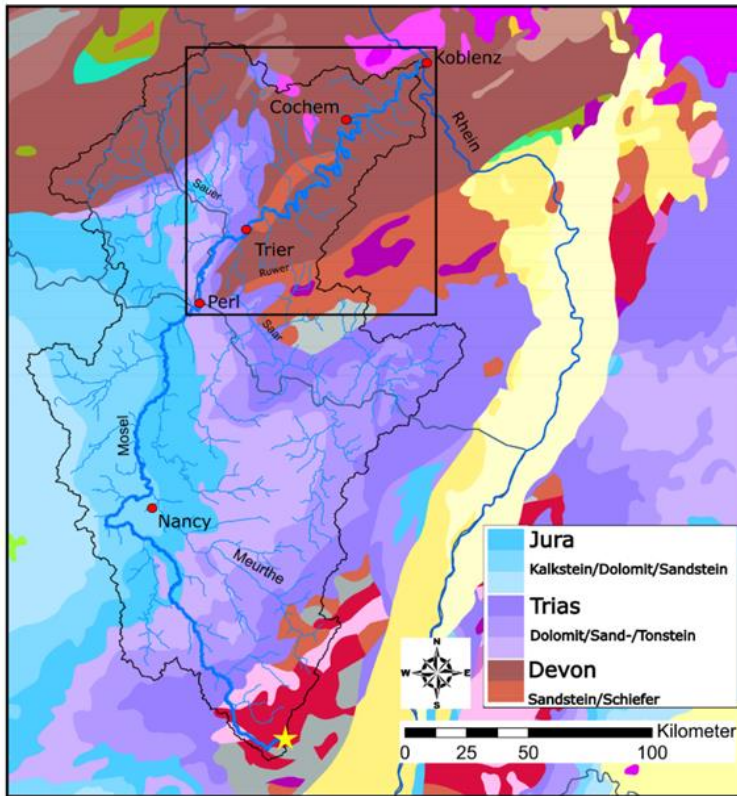 Koblenz
Cochem
Rhein
Sauer
Trier
Ruwer
Perl
Saar
Mosel
Nancy
Meurthe
Jura
Kalkstein/Dolomit/Sandstein
Trias
Dolomit/Sand-/Tonstein
Devon
Sandstein/Schiefer
N
W E
S
Kilometer
0 25 50 100